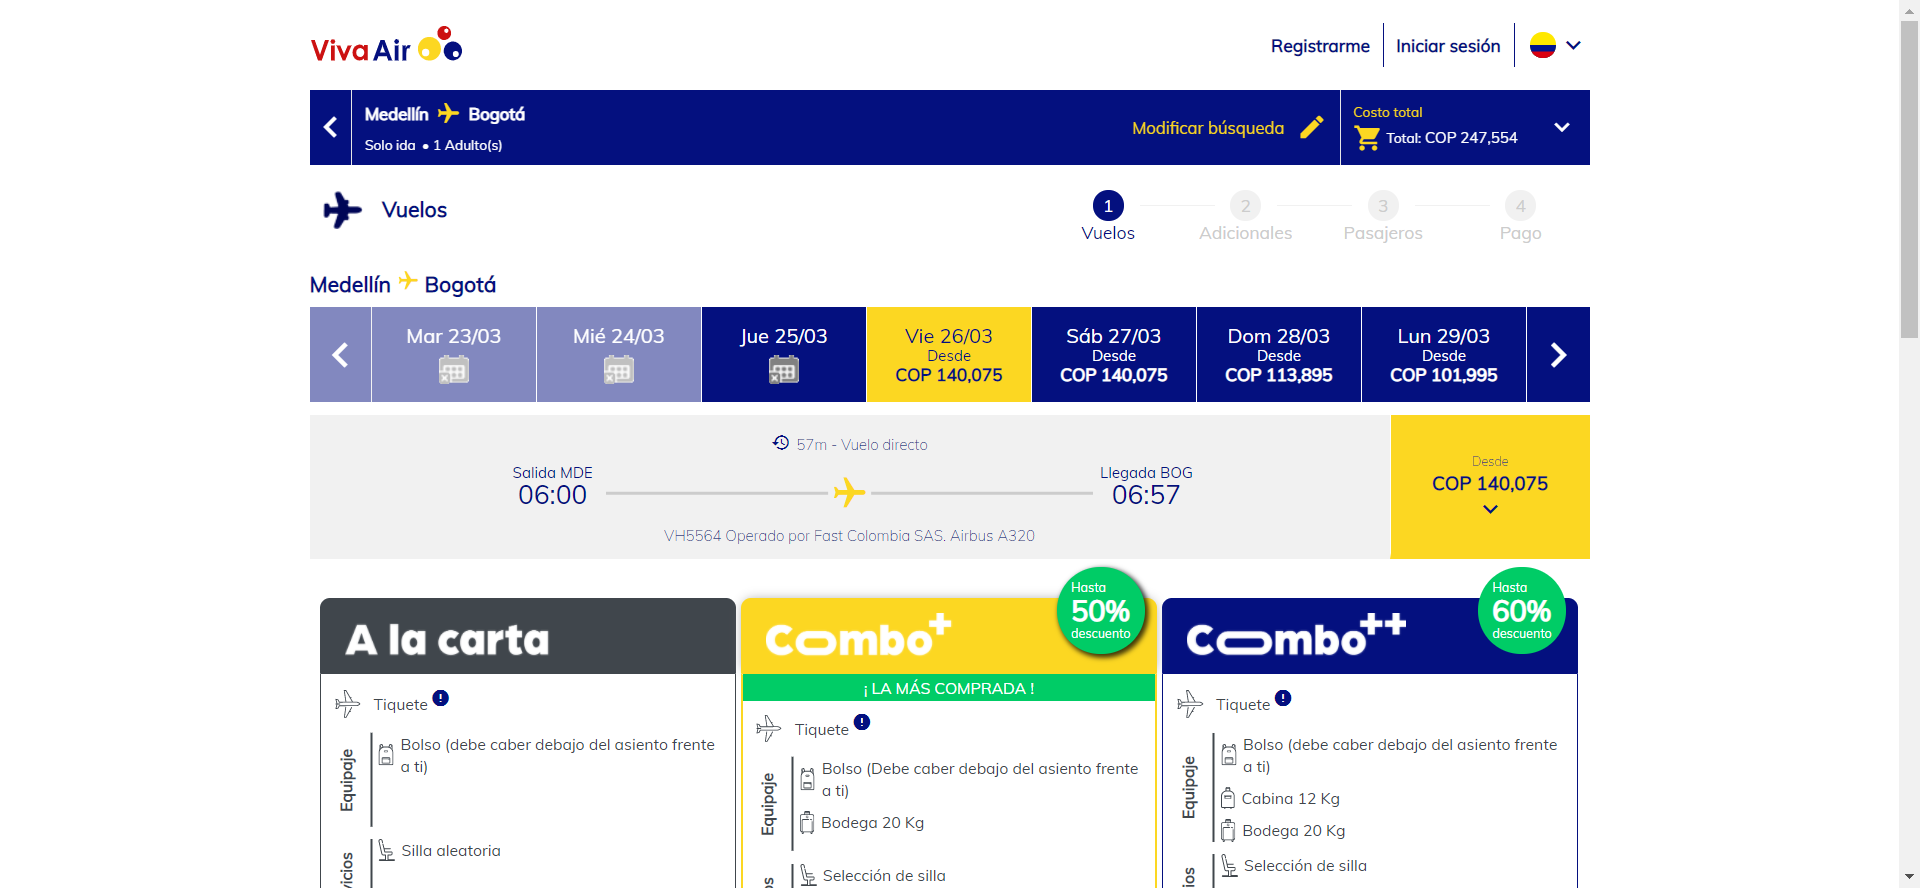 Viva Air
Registrarme
Iniciar sesión
Medellín Bogotá
Solo ida • 1 Adulto(s)
Modificar búsqueda
Costo total
Total: COP 247,554
Vuelos
1
2
3
4
Vuelos
Adicionales
Pasajeros
Pago
Medellín Bogotá
Mar 23/03
Mié 24/03
Jue 25/03
Vie 26/03
Desde
COP 140,075
Sáb 27/03
Desde
COP 140,075
Dom 28/03
Desde
COP 113,895
Lun 29/03
Desde
COP 101,995
57m - Vuelo directo
Salida MDE
06:00
Llegada BOG
06:57
VH5564 Operado por Fast Colombia SAS. Airbus A320
Desde
COP 140,075
A la carta
Tiquete
Equipaje
Bolso (debe caber debajo del asiento frente
a ti)
Silla aleatoria
Combo+
Hasta
50%
descuento
¡ LA MÁS COMPRADA !
Tiquete
Equipaje
Bolso (Debe caber debajo del asiento frente
a ti)
Bodega 20 Kg
Selección de silla
Combo++
Hasta
60%
descuento
Tiquete
Equipaje
Bolso (debe caber debajo del asiento frente
a ti)
Cabina 12 Kg
Bodega 20 Kg
Selección de silla